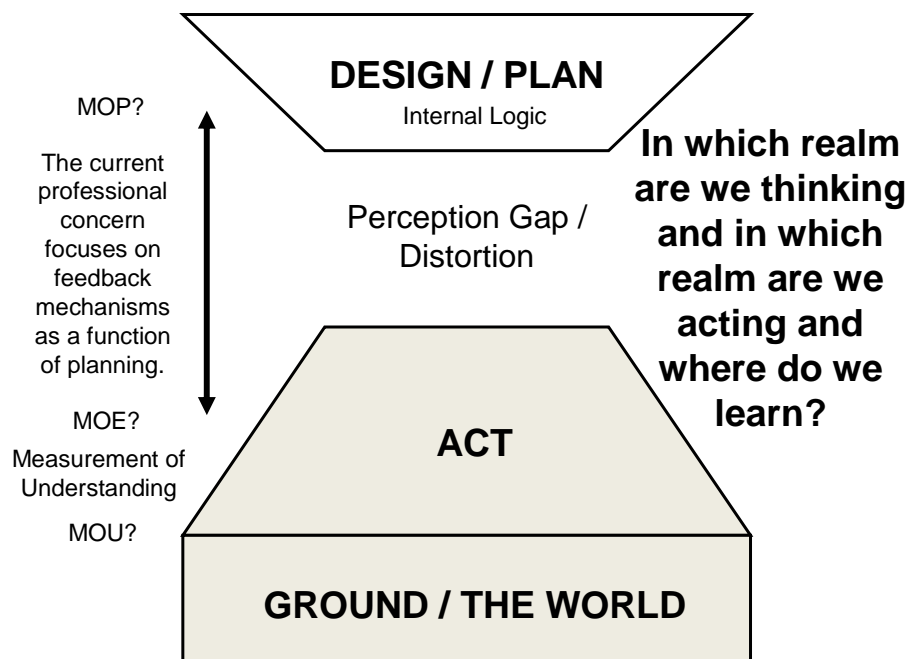 DESIGN / PLAN
Internal Logic
MOP?
The current
professional
concern
focuses on
feedback
mechanisms
as a function
of planning.
MOE?
Measurement of
Understanding
MOU?
Perception Gap /
Distortion
In which realm
are we thinking
and in which
realm are we
acting and
where do we
learn?
ACT
GROUND / THE WORLD